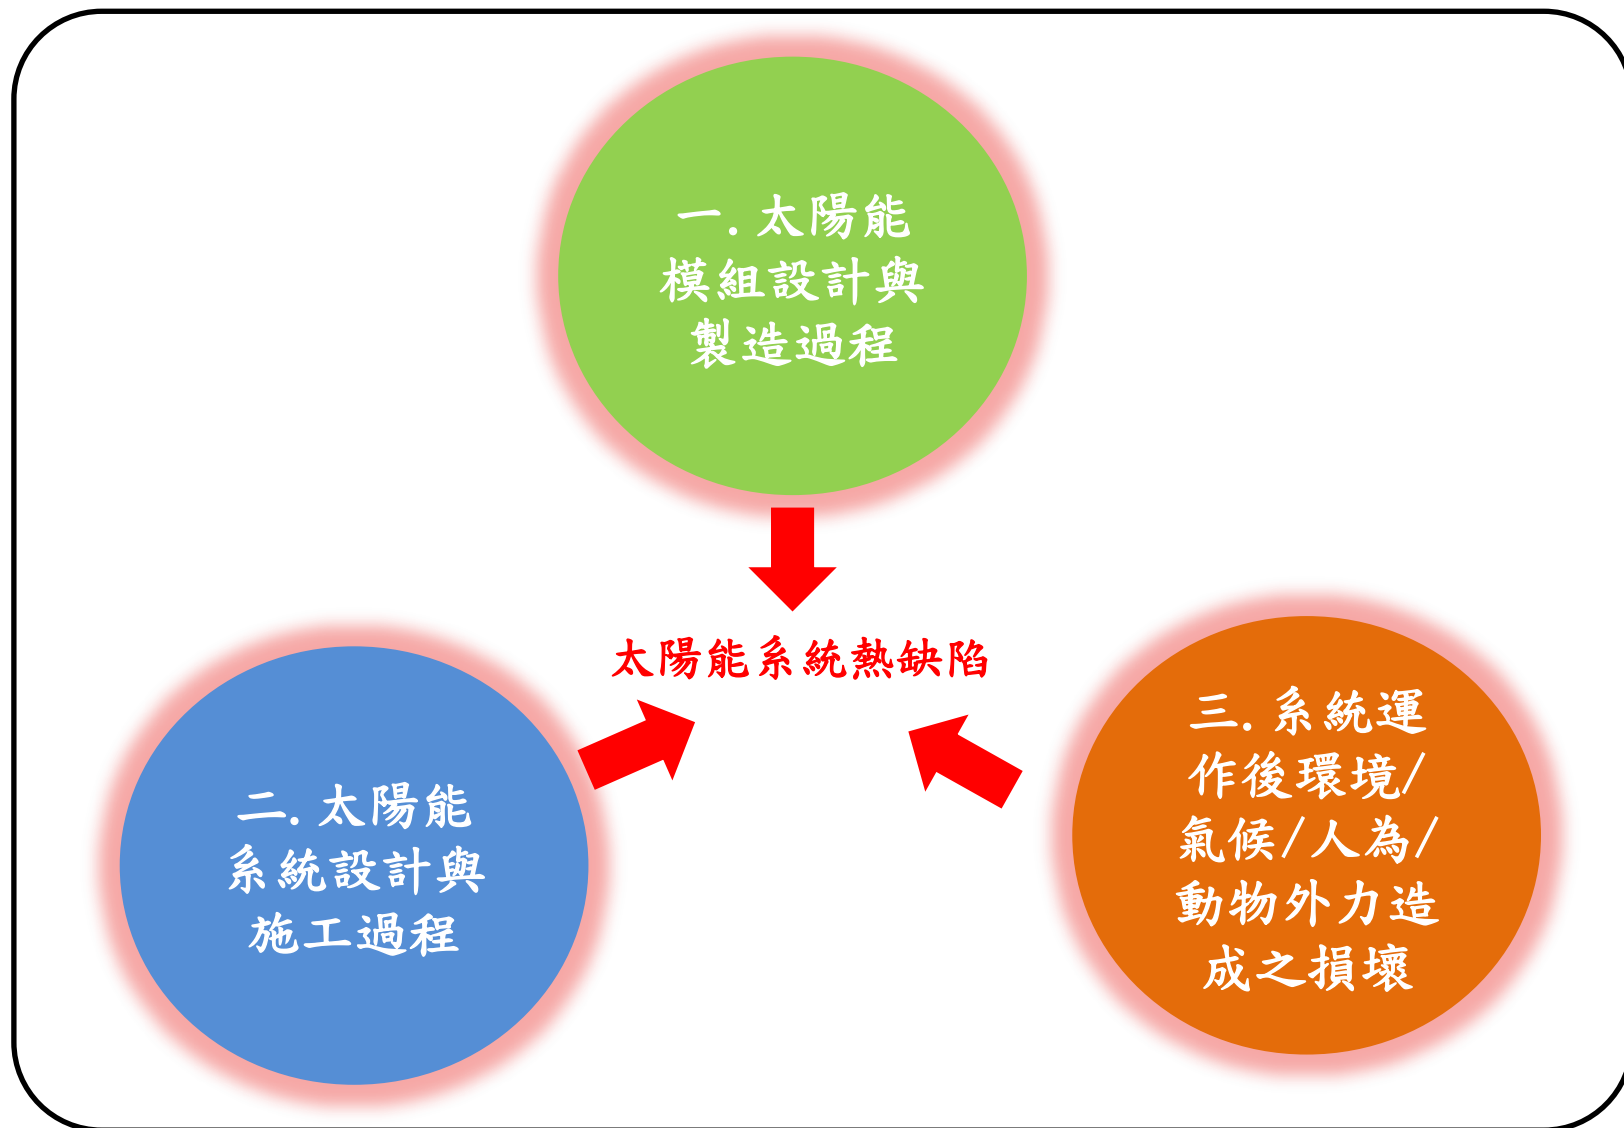 一.太陽能
模組設計與
製造過程
太陽能系統熱缺陷
二.太陽能
系統設計與
施工過程
三.系統運
作後環境/
氣候/人為/
動物外力造
成之損壞